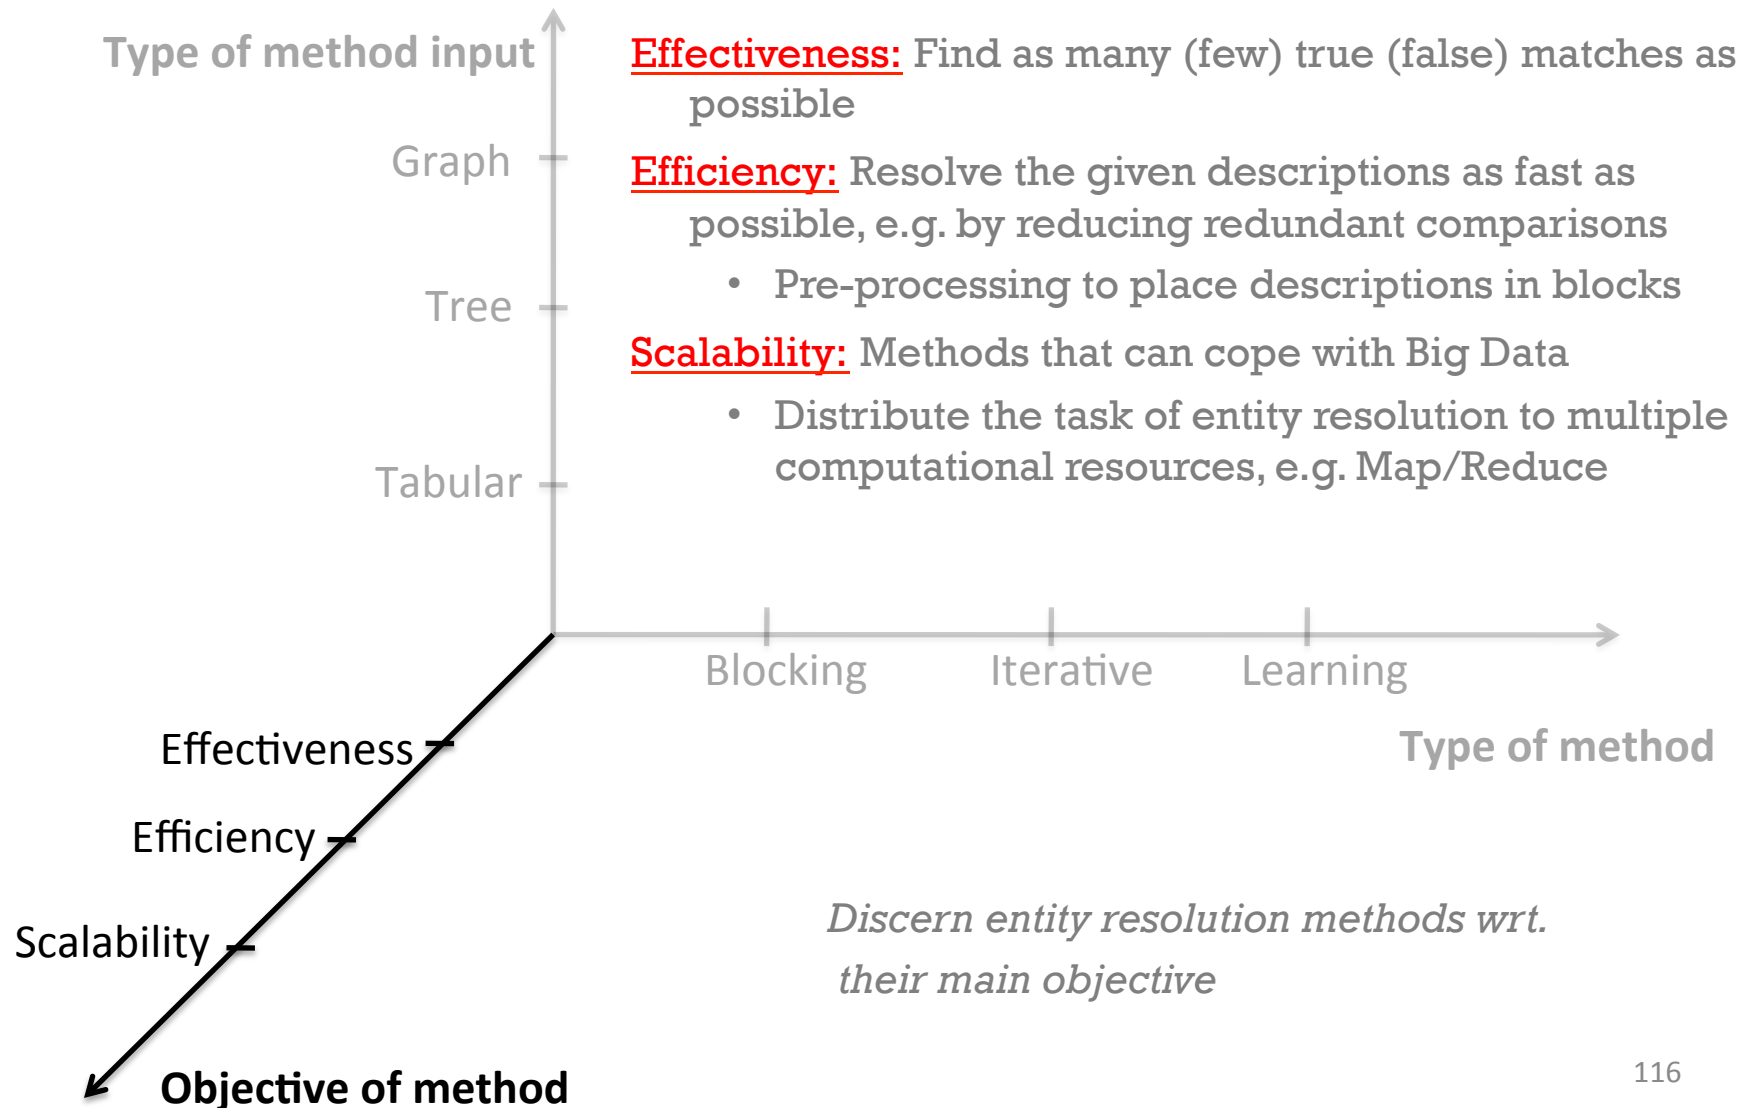 Type of method input
Effectiveness: Find as many (few) true (false) matches as
possible
Graph
Efficiency: Resolve the given descriptions as fast as
possible, e.g. by reducing redundant comparisons
• Pre-processing to place descriptions in blocks
Tree
Scalability: Methods that can cope with Big Data
• Distribute the task of entity resolution to multiple
computational resources, e.g. Map/Reduce
Tabular
Blocking
Iterative
Learning
Type of method
Effectiveness
Efficiency
Scalability
Objective of method
Discern entity resolution methods wrt.
their main objective
116